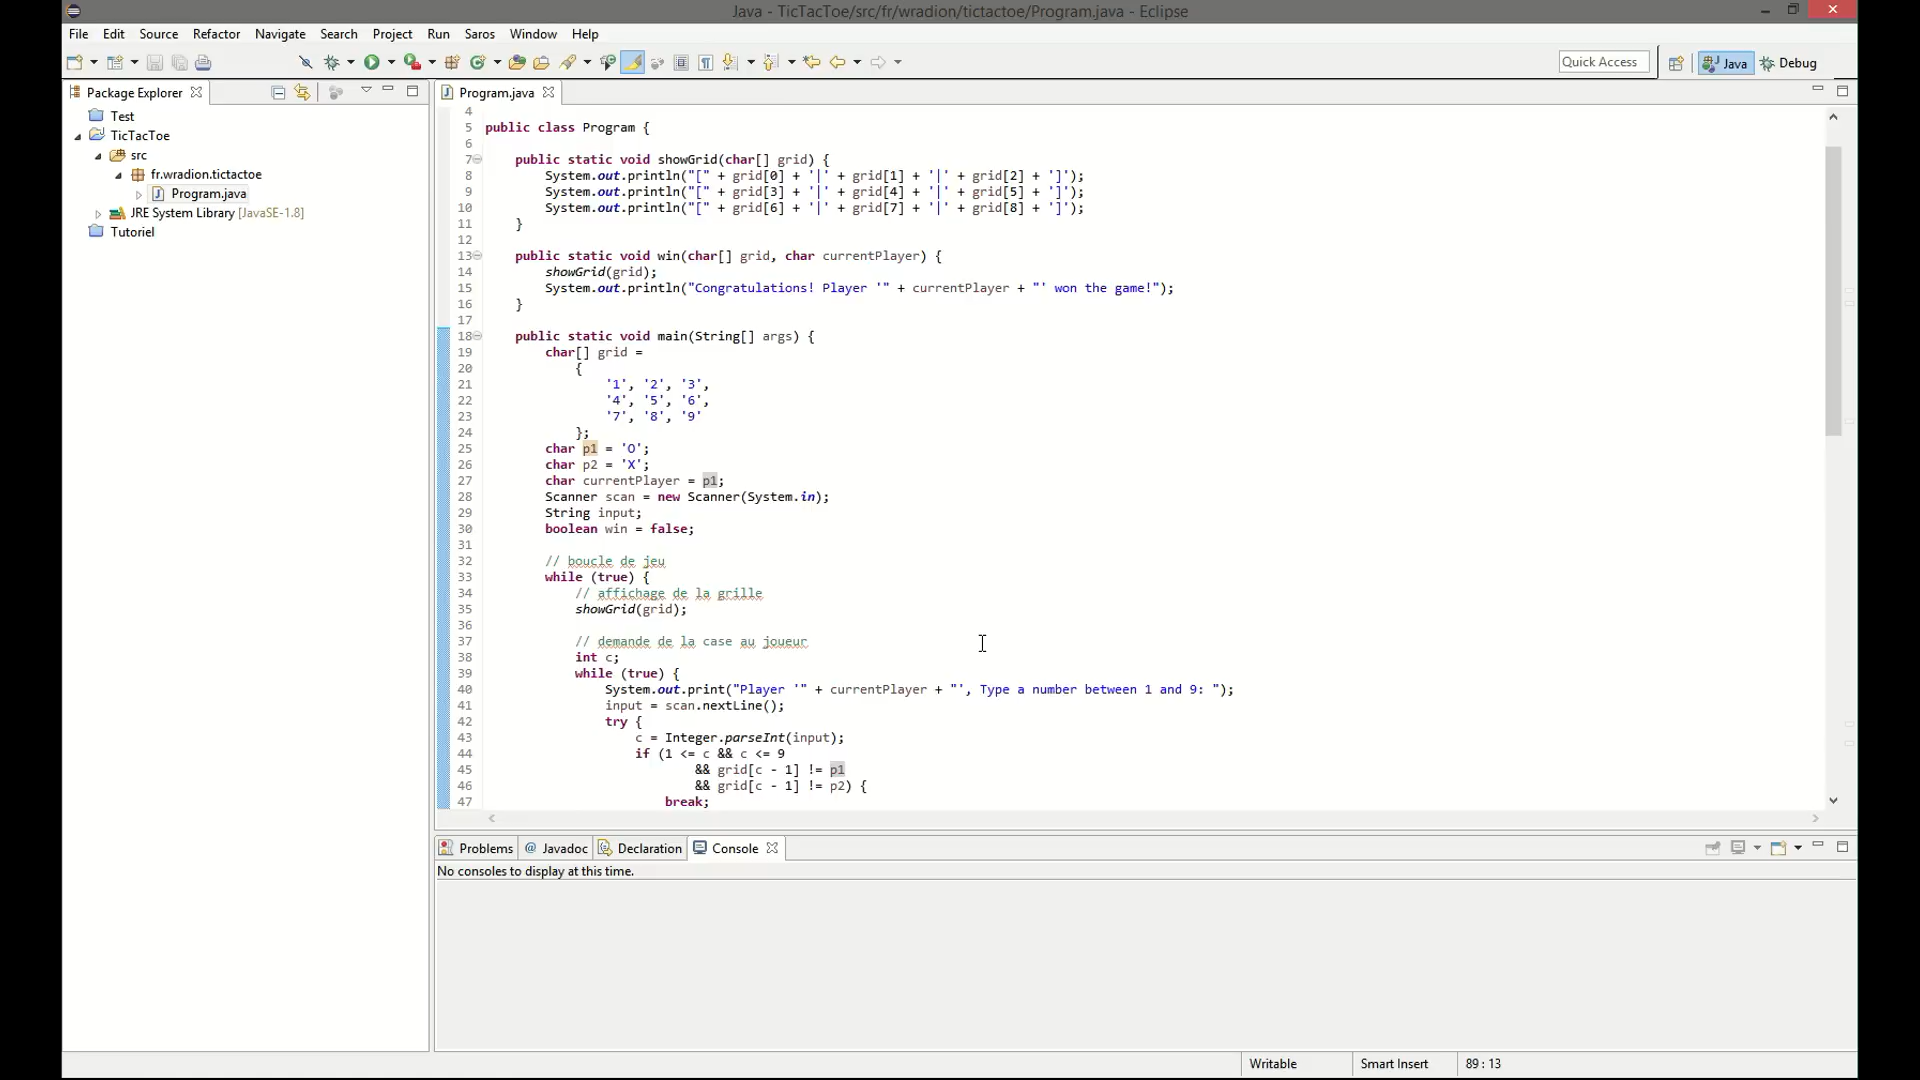 Java - TicTacToe/src/fr/wradion/tictactoe/Program.java - Eclipse
File Edit Source Refactor Navigate Search Project Run Saros Window Help
Quick Access
Java
Debug
Package Explorer
Test
TicTacToe
src
fr.wradion.tictactoe
Program.java
JRE System Library [JavaSE-1.8]
Tutoriel
Program.java
4
5 public class Program {
6
7 public static void showGrid(char[] grid) {
8 System.out.println("[" + grid[0] + '|' + grid[1] + '|' + grid[2] + ']');
9 System.out.println("[" + grid[3] + '|' + grid[4] + '|' + grid[5] + ']');
10 System.out.println("[" + grid[6] + '|' + grid[7] + '|' + grid[8] + ']');
11 }
12
13 public static void win(char[] grid, char currentPlayer) {
14 showGrid(grid);
15 System.out.println("Congratulations! Player '" + currentPlayer + "' won the game!");
16 }
17
18 public static void main(String[] args) {
19 char[] grid =
20 {
21 '1', '2', '3',
22 '4', '5', '6',
23 '7', '8', '9'
24 };
25 char p1 = 'O';
26 char p2 = 'X';
27 char currentPlayer = p1;
28 Scanner scan = new Scanner(System.in);
29 String input;
30 boolean win = false;
31
32 // boucle de jeu
33 while (true) {
34 // affichage de la grille
35 showGrid(grid);
36
37 // demande de la case au joueur
38 int c;
39 while (true) {
40 System.out.print("Player '" + currentPlayer + "', Type a number between 1 and 9: ");
41 input = scan.nextLine();
42 try {
43 c = Integer.parseInt(input);
44 if (1 <= c && c <= 9
45 && grid[c - 1] != p1
46 && grid[c - 1] != p2) {
47 break;
Problems @ Javadoc Declaration Console
No consoles to display at this time.
Writable Smart Insert 89 : 13